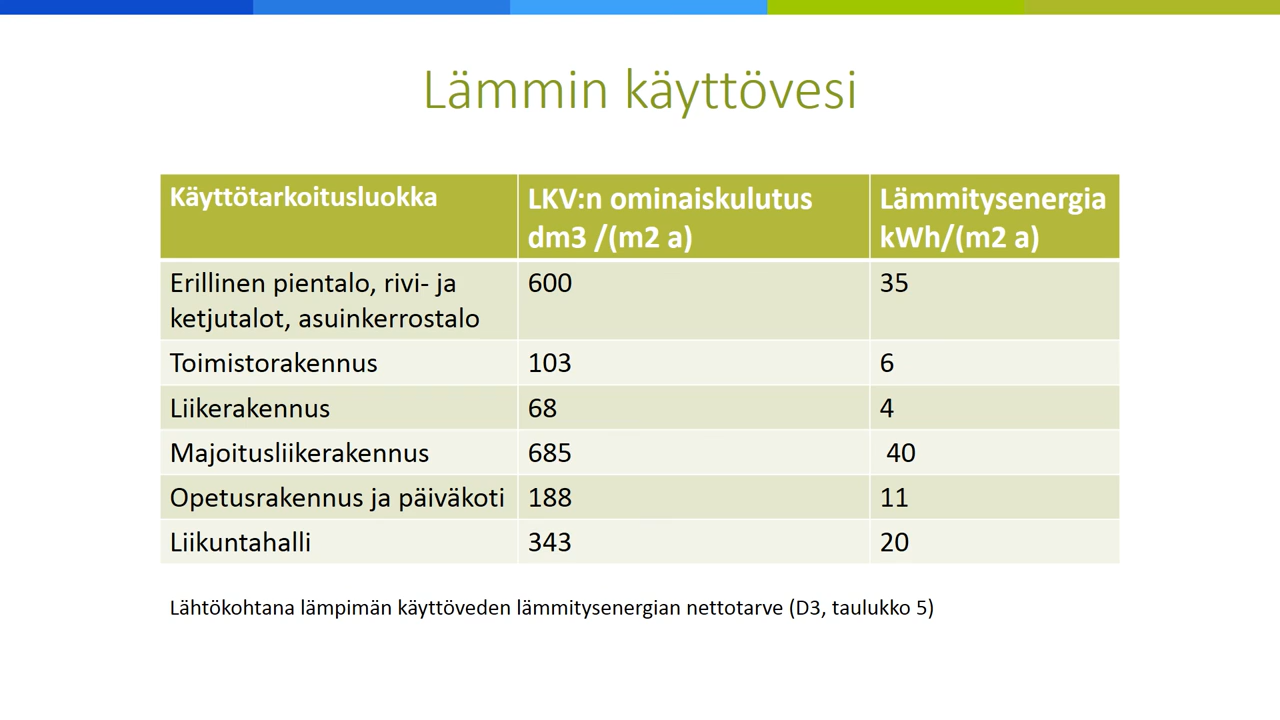 Lämmin käyttövesi
Käyttötarkoitusluokka
LKV:n ominaiskulutus
dm3 /(m2 a)
Lämmitysenergia
kWh/(m2 a)
Erillinen pientalo, rivi- ja
ketjutalot, asuinkerrostalo
600
35
Toimistorakennus
103
6
Liikerakennus
68
4
Majoitusliikerakennus
685
40
Opetusrakennus ja päiväkoti
188
11
Liikuntahalli
343
20
Lähtökohtana lämpimän käyttöveden lämmitysenergian nettotarve (D3, taulukko 5)